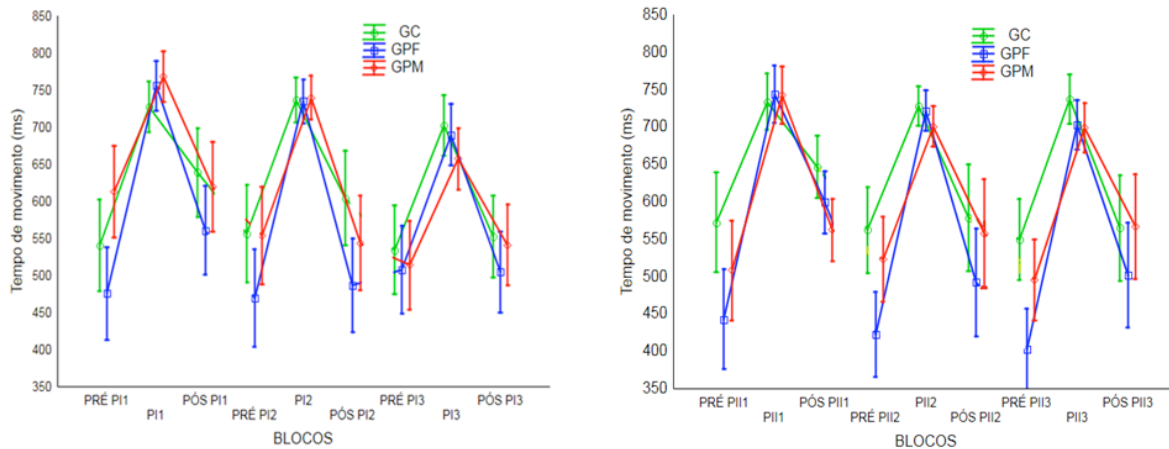 850
800
750
700
650
600
550
500
450
400
350
Tempo de movimento (ms)
GC
GPF
GPM
PRÉ PI1
PI1
PÓS PI1
PRÉ PI2
PI2
PÓS PI2
PRÉ PI3
PI3
PÓS PI3
BLOCOS
850
800
750
700
650
600
550
500
450
400
350
Tempo de movimento (ms)
GC
GPF
GPM
PRÉ PII1
PII1
PÓS PII1
PRÉ PII2
PII2
PÓS PII2
PRÉ PII3
PII3
PÓS PII3
BLOCOS